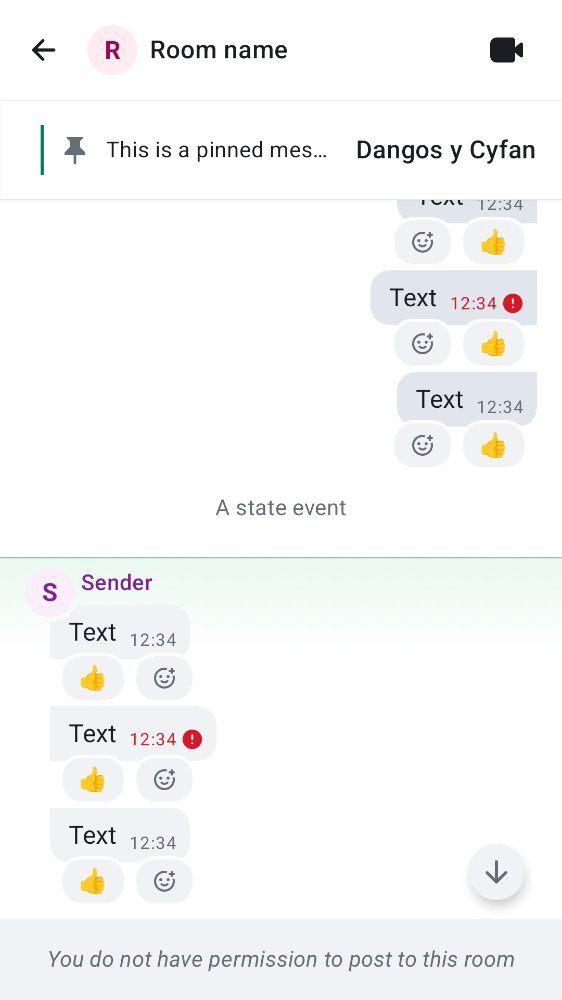 R Room name
This is a pinned mes... Dangos y Cyfan
Text 12:34
👍
Text 12:34
👍
Text 12:34
👍
A state event
S Sender
Text 12:34
👍
Text 12:34
👍
Text 12:34
👍
You do not have permission to post to this room